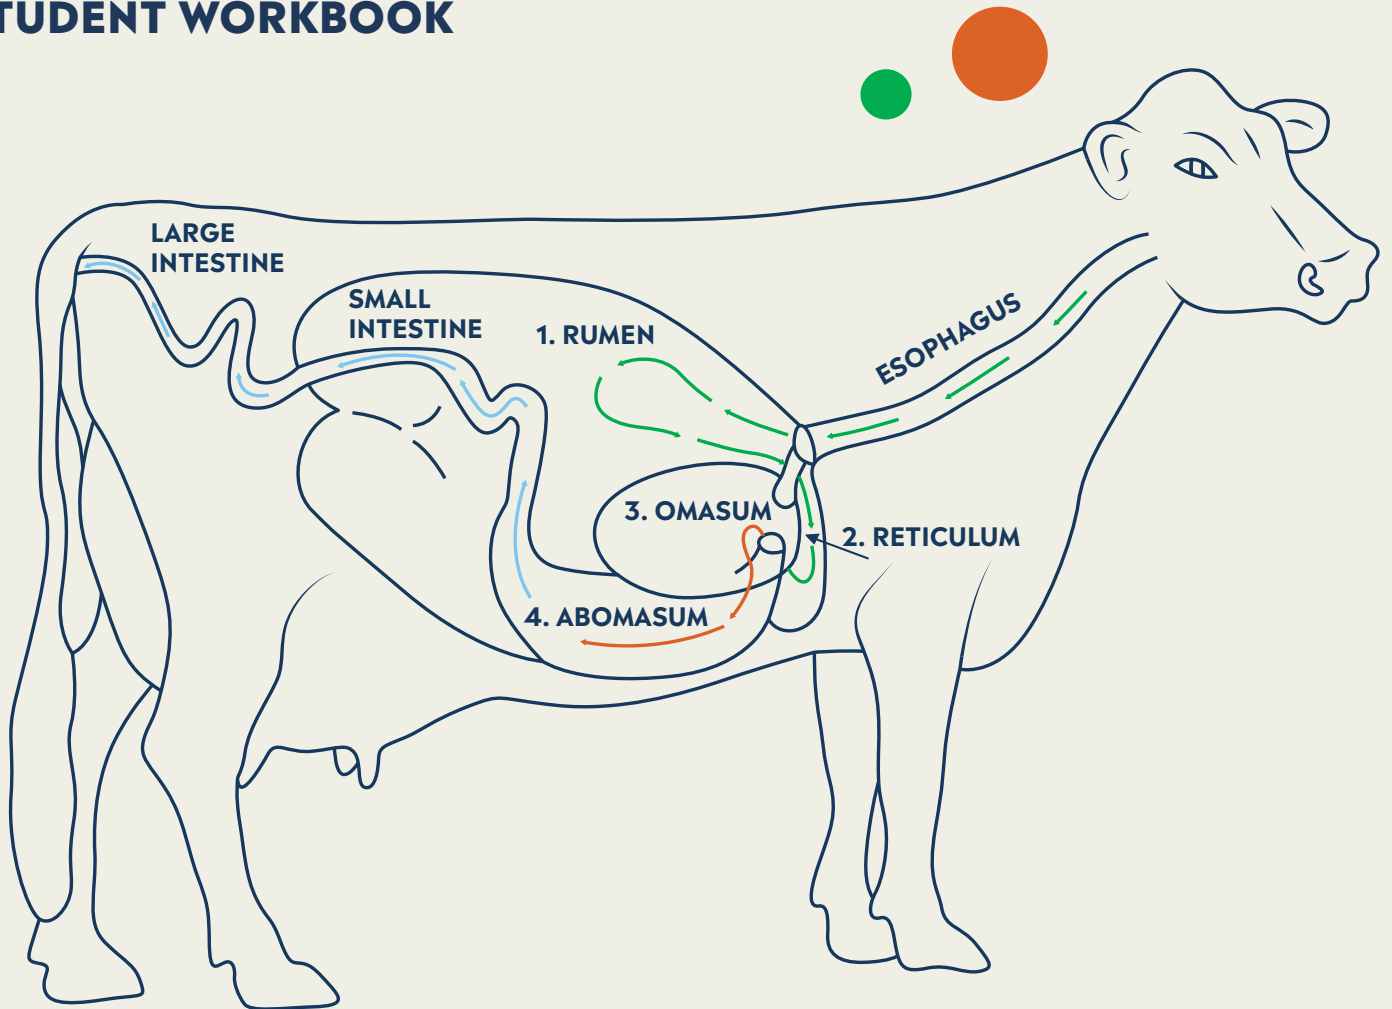 TUDENT WORKBOOK
LARGE
INTESTINE
SMALL
INTESTINE
1. RUMEN
ESOPHAGUS
3. OMASUM
2. RETICULUM
4. ABOMASUM